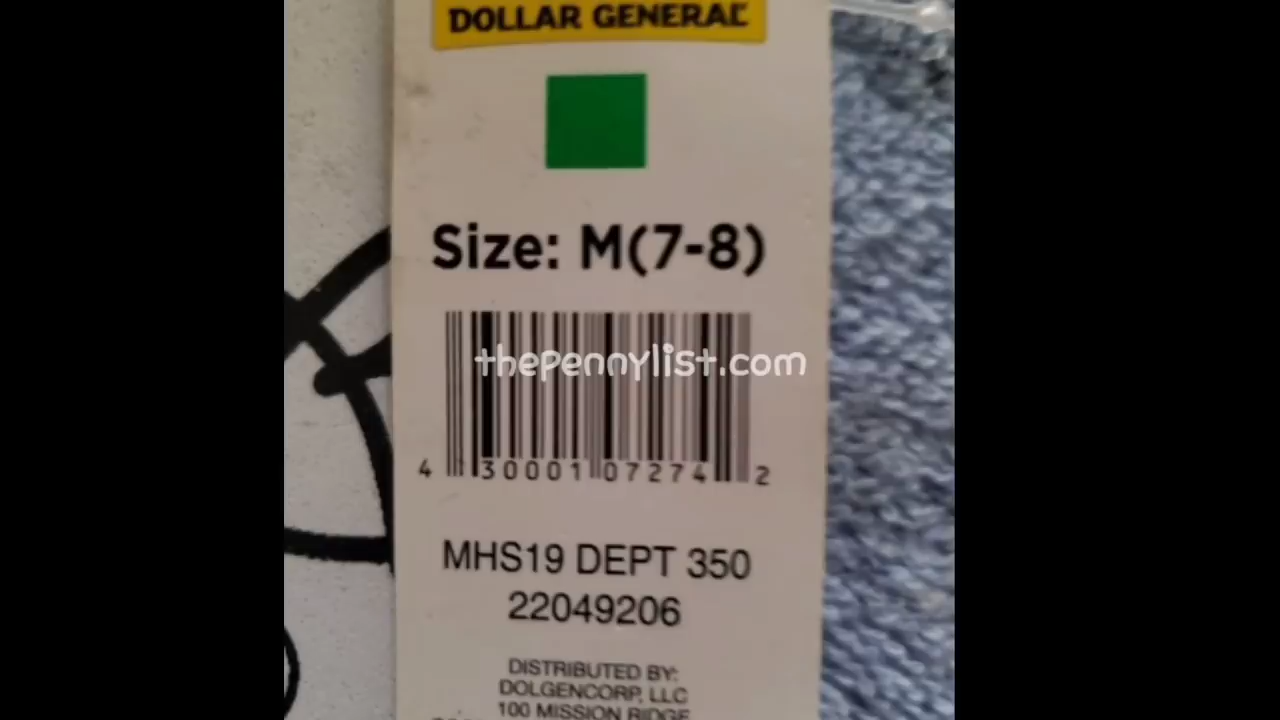 DOLLAR GENERAL
Size: M(7-8)
thepennylist.com
4 30001 07274 2
MHS19 DEPT 350
22049206
DISTRIBUTED BY:
DOLGENCORP, LLC
100 MISSION RIDGE